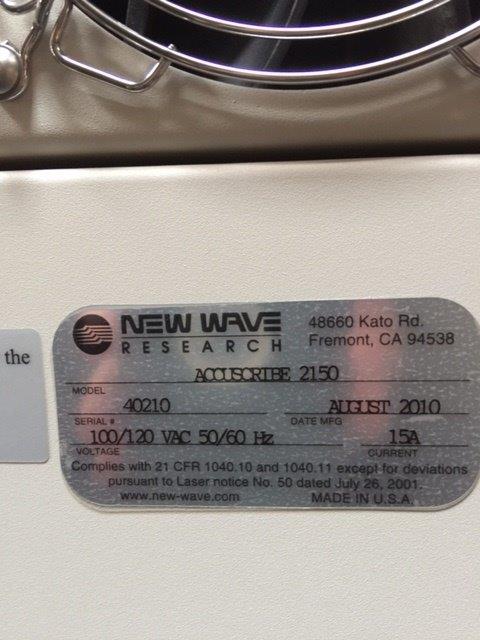 the
NEW WAVE
RESEARCH
48660 Kato Rd.
Fremont, CA 94538
ACCUSCRIBE 2150
MODEL
40210
AUGUST 2010
SERIAL #
DATE MFG
100/120 VAC 50/60 Hz
15A
VOLTAGE
CURRENT
Complies with 21 CFR 1040.10 and 1040.11 except for deviations
pursuant to Laser notice No. 50 dated July 26, 2001.
www.new-wave.com
MADE IN U.S.A.